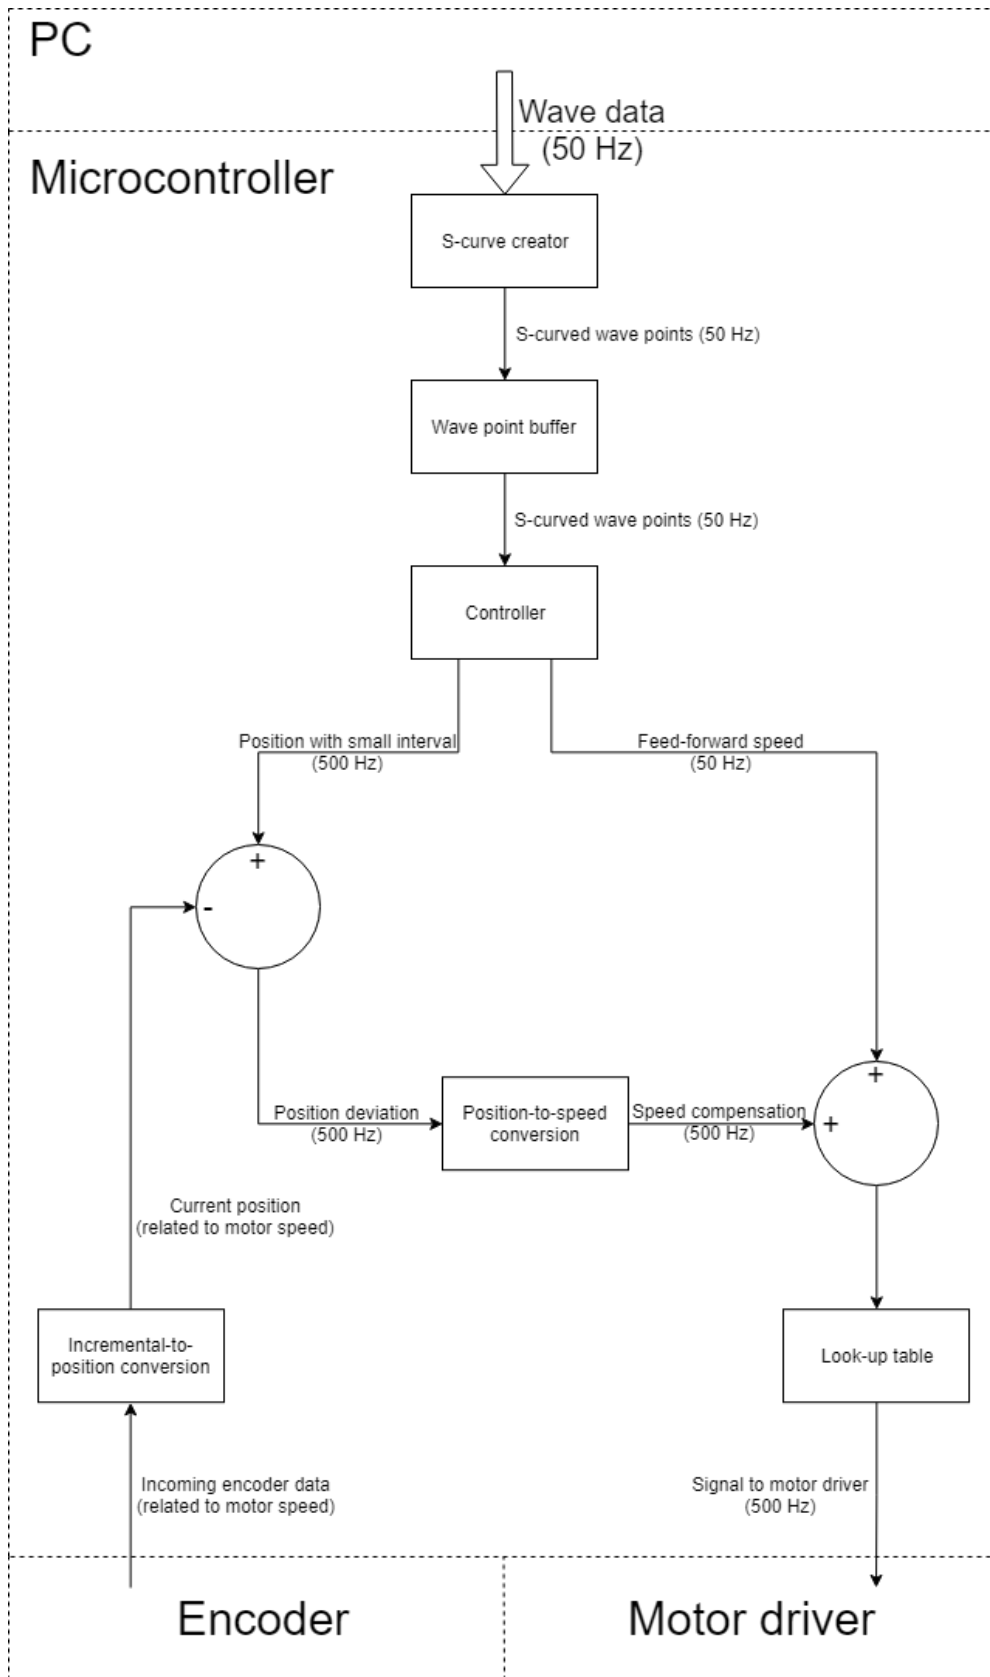 PC
Wave data
(50 Hz)
Microcontroller
S-curve creator
S-curved wave points (50 Hz)
Wave point buffer
S-curved wave points (50 Hz)
Controller
Position with small interval
(500 Hz)
Feed-forward speed
(50 Hz)
+
-
+
Position deviation
(500 Hz)
Position-to-speed
conversion
Speed compensation
(500 Hz)
+
Current position
(related to motor speed)
Incremental-to-
position conversion
Look-up table
Incoming encoder data
(related to motor speed)
Signal to motor driver
(500 Hz)
Encoder
Motor driver